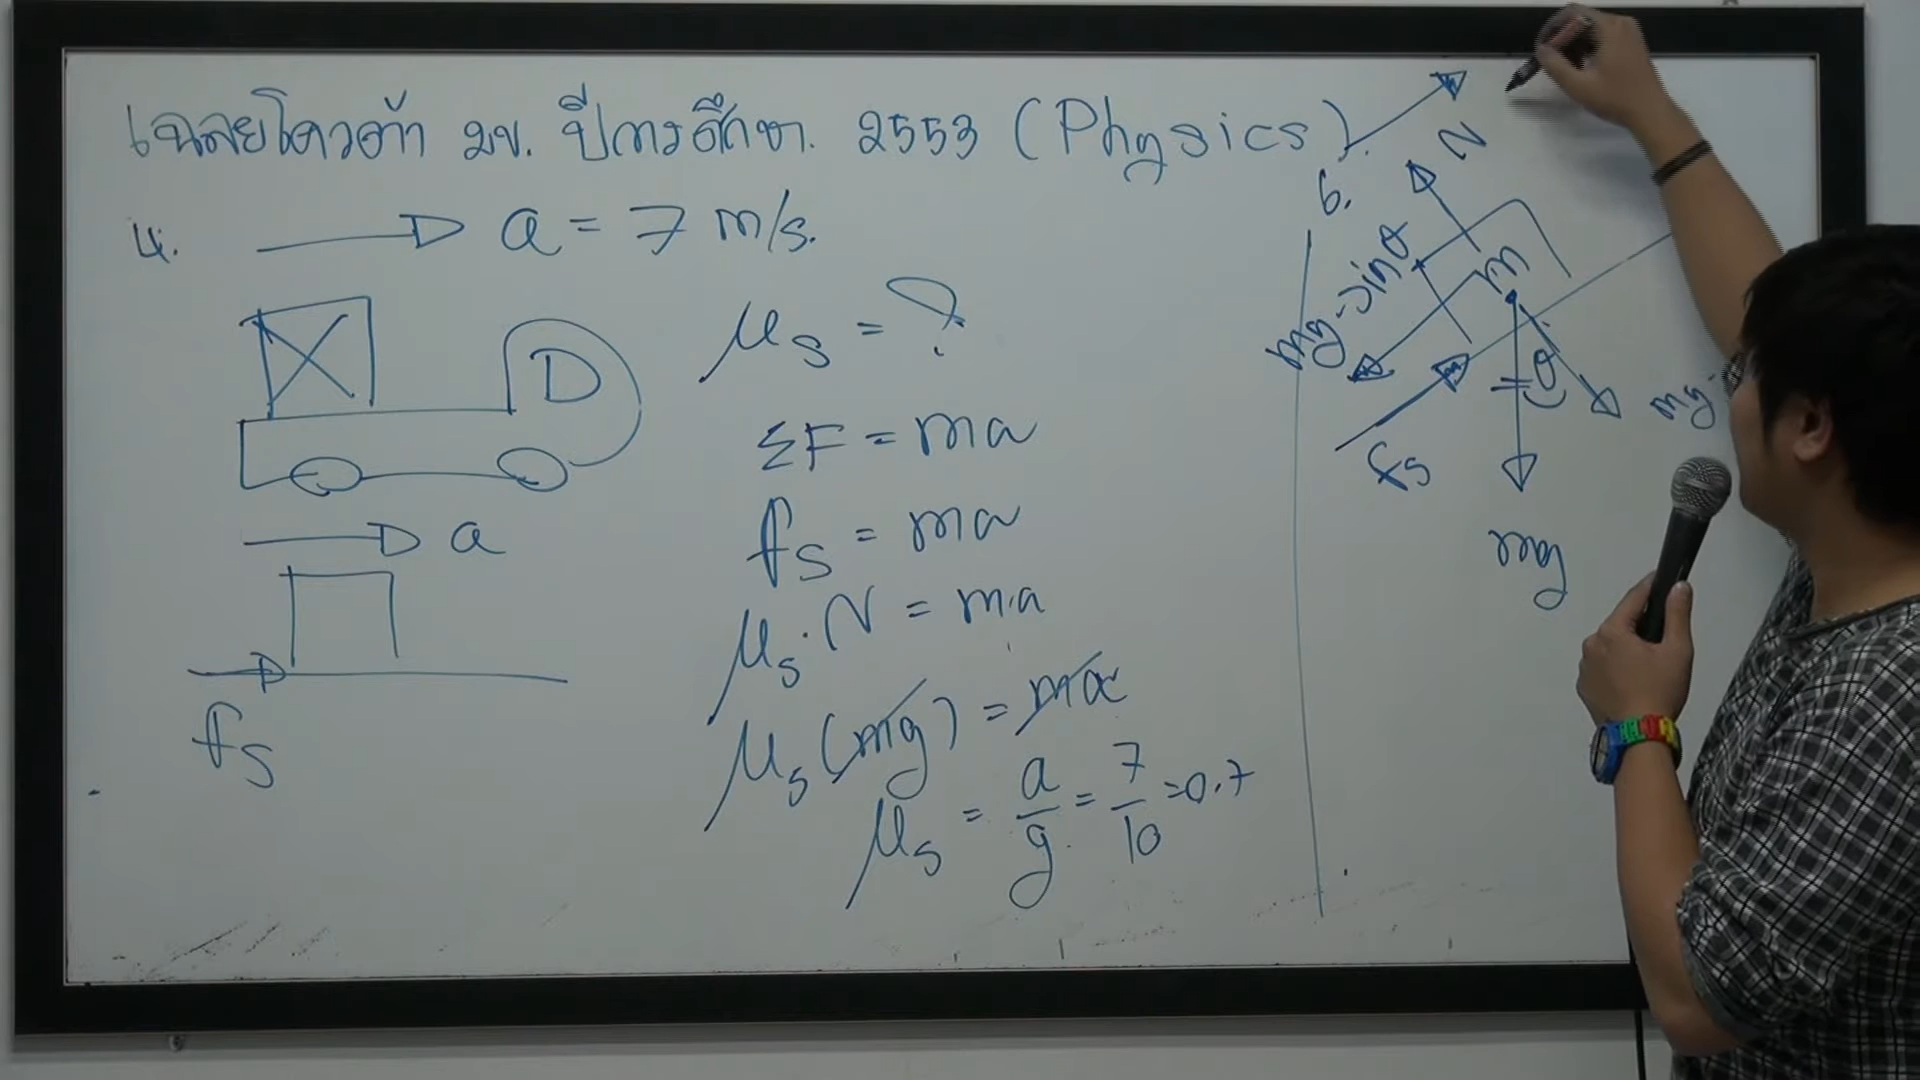 เฉลยโควต้า มข. ปีการศึกษา. 2553 (Physics).
4.
a = 7 m/s.
D
μs = ?
ΣF = ma
a
fs = ma
μs·N = m·a
fs
μs(mg) = ma
μs = a/g = 7/10 = 0.7
6.
N
m
mg·sinθ
θ
mg·
fs
mg